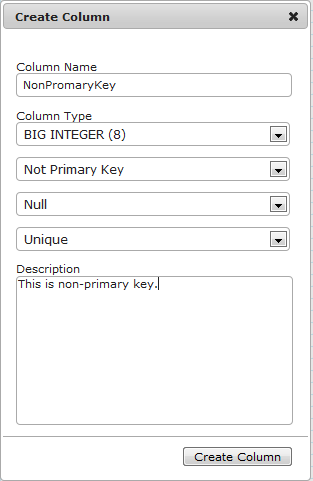 Create Column
Column Name
NonPromaryKey
Column Type
BIG INTEGER (8)
Not Primary Key
Null
Unique
Description
This is non-primary key.
Create Column